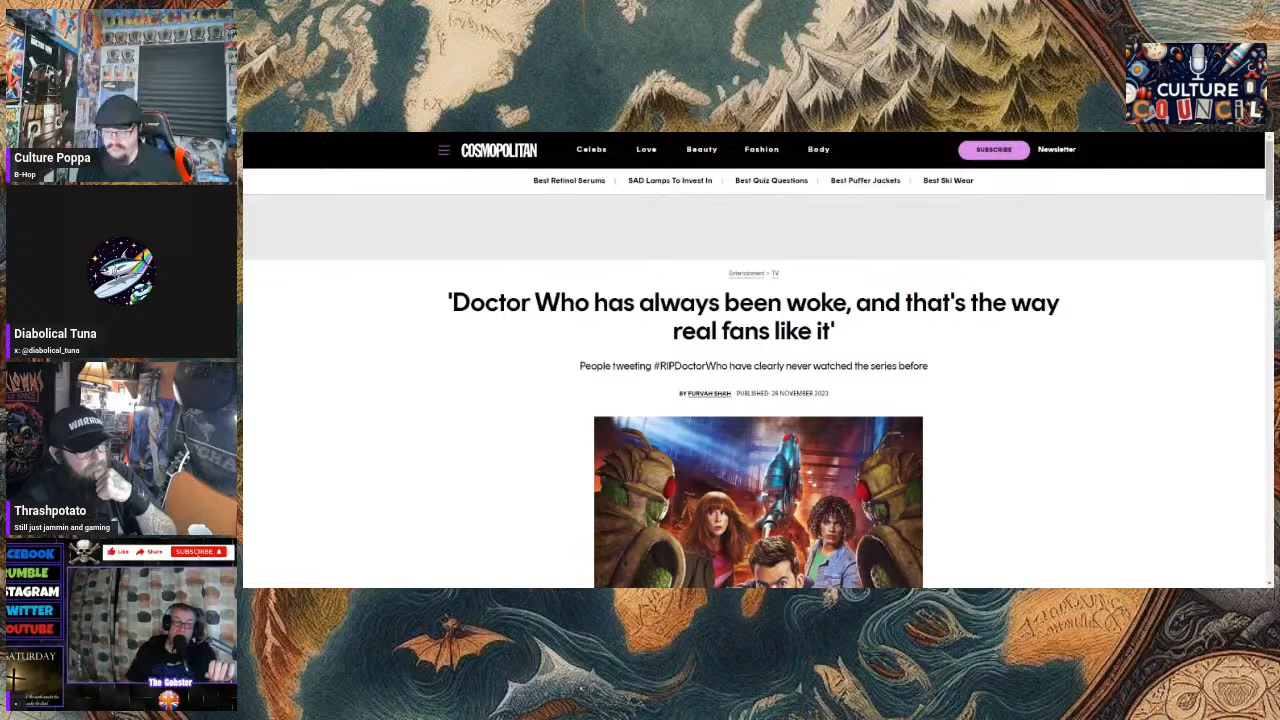 Culture Poppa
B-Hop
Diabolical Tuna
x: @diabolical_tuna
Thrashpotato
Still just jammin and gaming
CEBOOK
RUMBLE
STAGRAM
WITTER
OUTUBE
SATURDAY
Like
Share
SUBSCRIBE
The Gobster
CULTURE
COUNCIL
COSMOPOLITAN
Celebs
Love
Beauty
Fashion
Body
SUBSCRIBE
Newsletter
Best Retinol Serums
SAD Lamps To Invest In
Best Quiz Questions
Best Puffer Jackets
Best Ski Wear
Entertainment > TV
'Doctor Who has always been woke, and that's the way
real fans like it'
People tweeting #RIPDoctorWho have clearly never watched the series before
BY FURVAH SHAH PUBLISHED: 28 NOVEMBER 2023